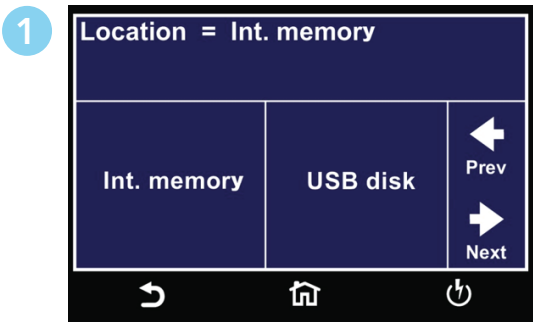 1
Location = Int. memory
Int. memory
USB disk
Prev
Next